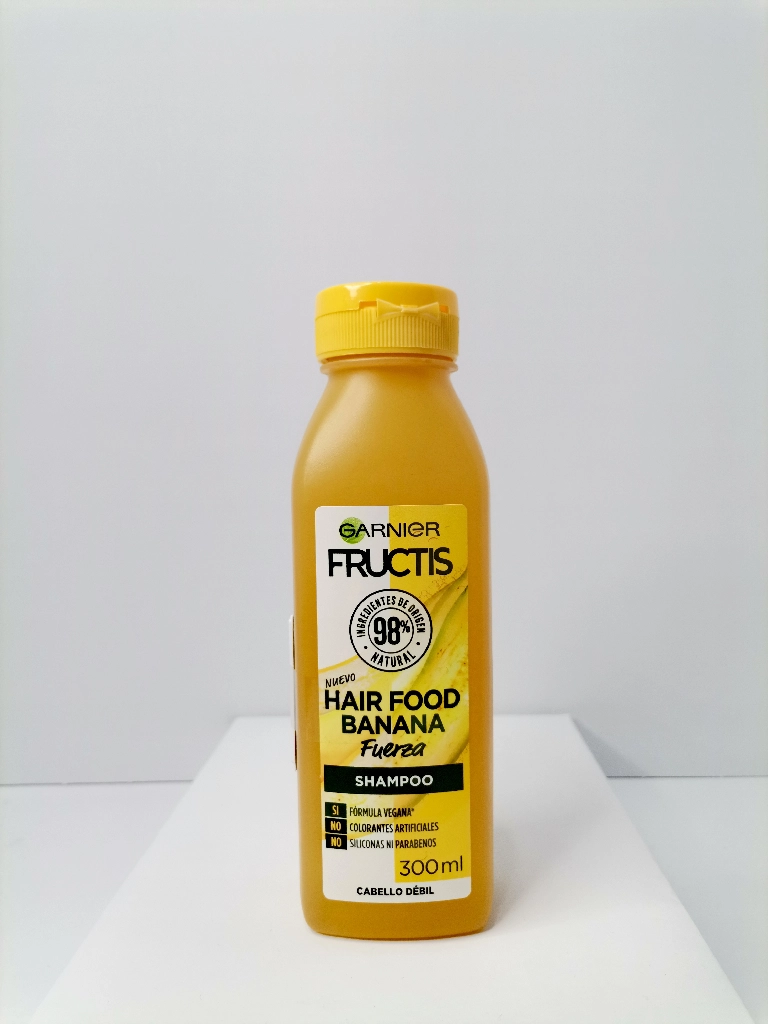 GARNIER
FRUCTIS
INGREDIENTES DE ORIGEN
98%
NATURAL
NUEVO
HAIR FOOD
BANANA
Fuerza
SHAMPOO
SI FÓRMULA VEGANA*
NO COLORANTES ARTIFICIALES
NO SILICONAS NI PARABENOS
300ml
CABELLO DÉBIL